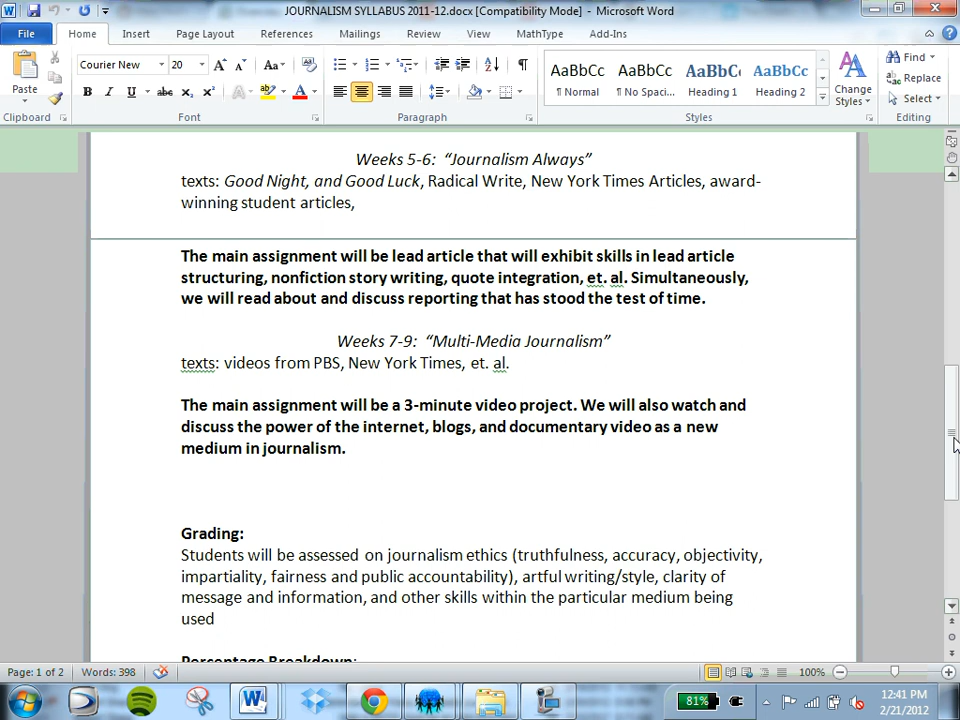 JOURNALISM SYLLABUS 2011-12.docx [Compatibility Mode] - Microsoft Word
File Home Insert Page Layout References Mailings Review View MathType Add-Ins
Courier New 20 Aa AaBbCc AaBbCc AaBbCc AaBbCc Find
Paste B I U abc x₂ x² A A ¶ Normal ¶ No Spaci... Heading 1 Heading 2 Change Styles Replace
Select
Clipboard Font Paragraph Styles Editing
Weeks 5-6: “Journalism Always”
texts: Good Night, and Good Luck, Radical Write, New York Times Articles, award-
winning student articles,
The main assignment will be lead article that will exhibit skills in lead article
structuring, nonfiction story writing, quote integration, et. al. Simultaneously,
we will read about and discuss reporting that has stood the test of time.
Weeks 7-9: “Multi-Media Journalism”
texts: videos from PBS, New York Times, et. al.
The main assignment will be a 3-minute video project. We will also watch and
discuss the power of the internet, blogs, and documentary video as a new
medium in journalism.
Grading:
Students will be assessed on journalism ethics (truthfulness, accuracy, objectivity,
impartiality, fairness and public accountability), artful writing/style, clarity of
message and information, and other skills within the particular medium being
used
Percentage Breakdown:
Page: 1 of 2 Words: 398 100%
81% 12:41 PM
2/21/2012